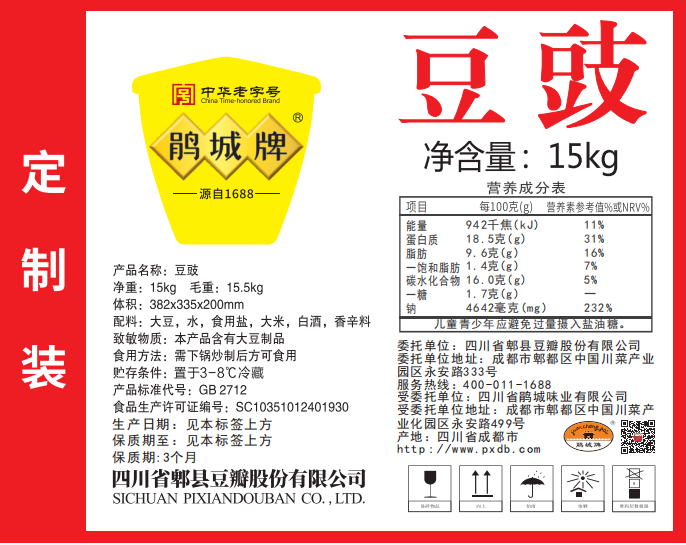 定制装
中华老字号
China Time-honored Brand
鹃城牌®
源自1688
产品名称：豆豉
净重：15kg 毛重：15.5kg
体积：382x335x200mm
配料：大豆，水，食用盐，大米，白酒，香辛料
致敏物质：本产品含有大豆制品
食用方法：需下锅炒制后方可食用
贮存条件：置于3-8℃冷藏
产品标准代号：GB 2712
食品生产许可证编号：SC10351012401930
生产日期：见本标签上方
保质期至：见本标签上方
保质期：3个月
四川省郫县豆瓣股份有限公司
SICHUAN PIXIANDOUBAN CO.,LTD.
豆豉
净含量：15kg
营养成分表
项目 每100克(g) 营养素参考值%或NRV%
能量 942千焦(kJ) 11%
蛋白质 18.5克(g) 31%
脂肪 9.6克(g) 16%
一饱和脂肪 1.4克(g) 7%
碳水化合物 16.0克(g) 5%
一糖 1.7克(g) —
钠 4642毫克(mg) 232%
儿童青少年应避免过量摄入盐油糖。
委托单位：四川省郫县豆瓣股份有限公司
委托单位地址：成都市郫都区中国川菜产业
园区永安路333号
服务热线：400-011-1688
受委托单位：四川省鹃城味业有限公司
受委托单位地址：成都市郫都区中国川菜产
业化园区永安路499号
产地：四川省成都市
http://www.pxdb.com
鹃城牌
向上